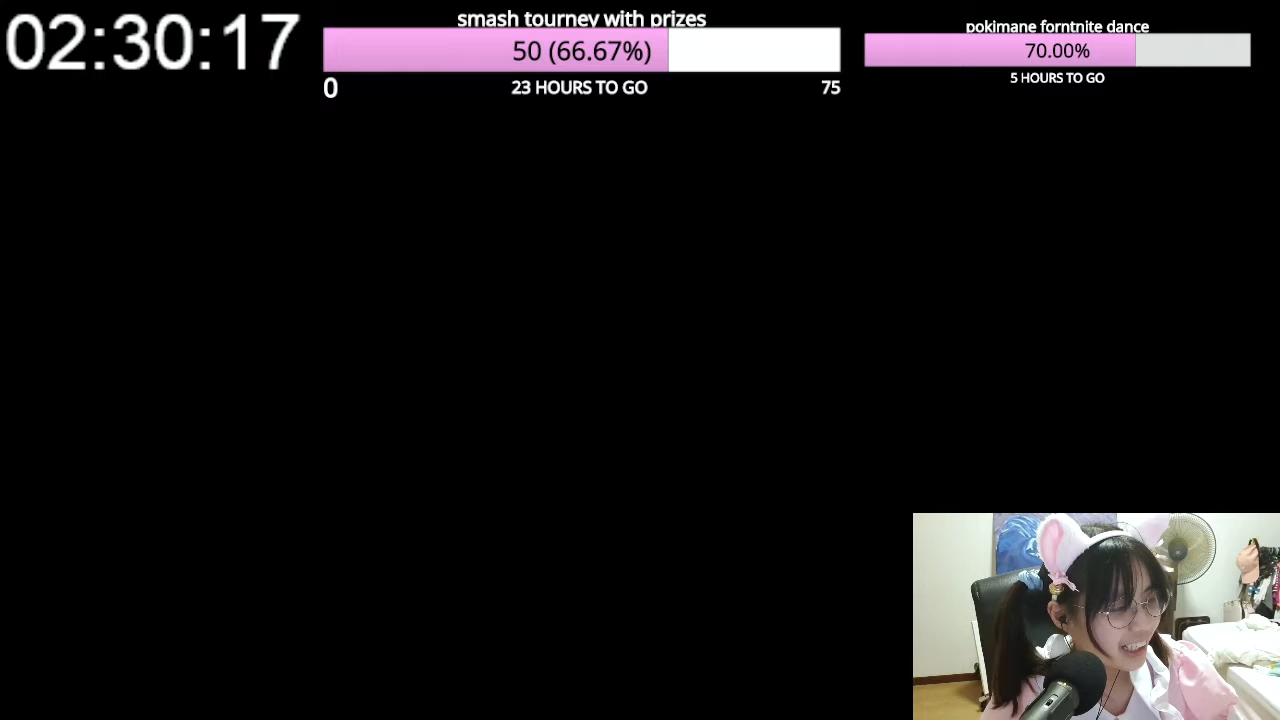 02:30:17
smash tourney with prizes
50 (66.67%)
0 23 HOURS TO GO 75
pokimane forntnite dance
70.00%
5 HOURS TO GO